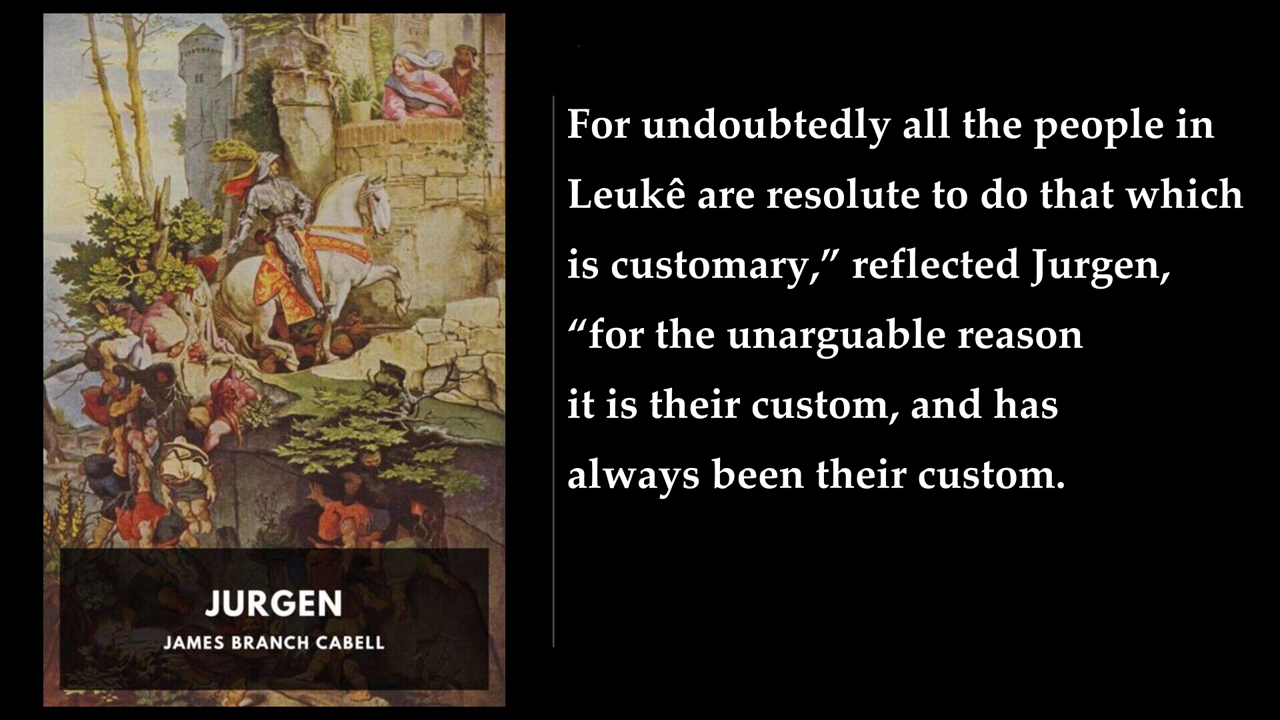 For undoubtedly all the people in
Leukê are resolute to do that which
is customary,” reflected Jurgen,
“for the unarguable reason
it is their custom, and has
always been their custom.
JURGEN
JAMES BRANCH CABELL